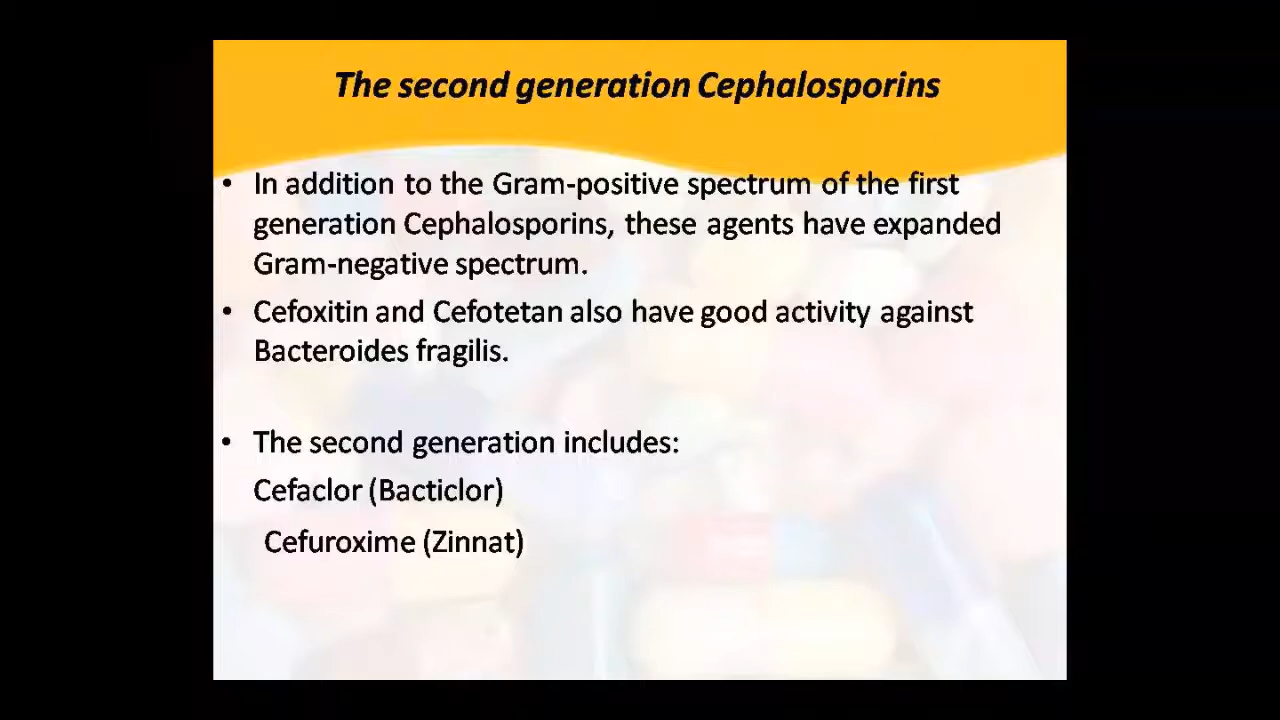 The second generation Cephalosporins
• In addition to the Gram-positive spectrum of the first
generation Cephalosporins, these agents have expanded
Gram-negative spectrum.
• Cefoxitin and Cefotetan also have good activity against
Bacteroides fragilis.
• The second generation includes:
Cefaclor (Bacticlor)
Cefuroxime (Zinnat)